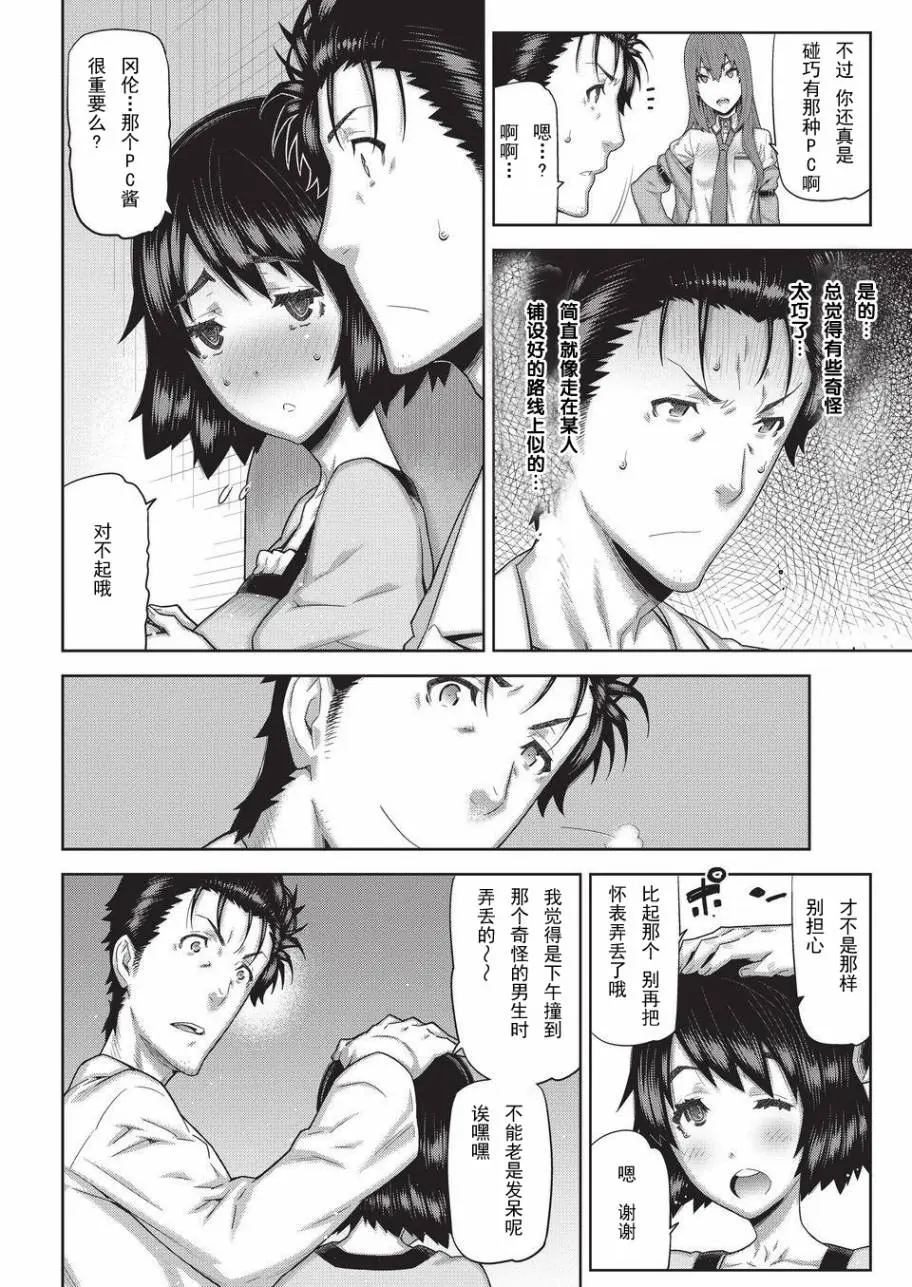 不过 你还真是
碰巧有那种PC啊
嗯…?
啊啊…
是的…
总觉得有些奇怪
太巧了…
简直就像走在某人
铺设好的路线上似的…
冈伦…那个PC酱
很重要么?
对不起哦
才不是那样
别担心
比起那个 别再把
怀表弄丢了哦
ポン
嗯 谢谢
我觉得是下午撞到
那个奇怪的男生时
弄丢的~~
不能老是发呆呢
诶嘿嘿